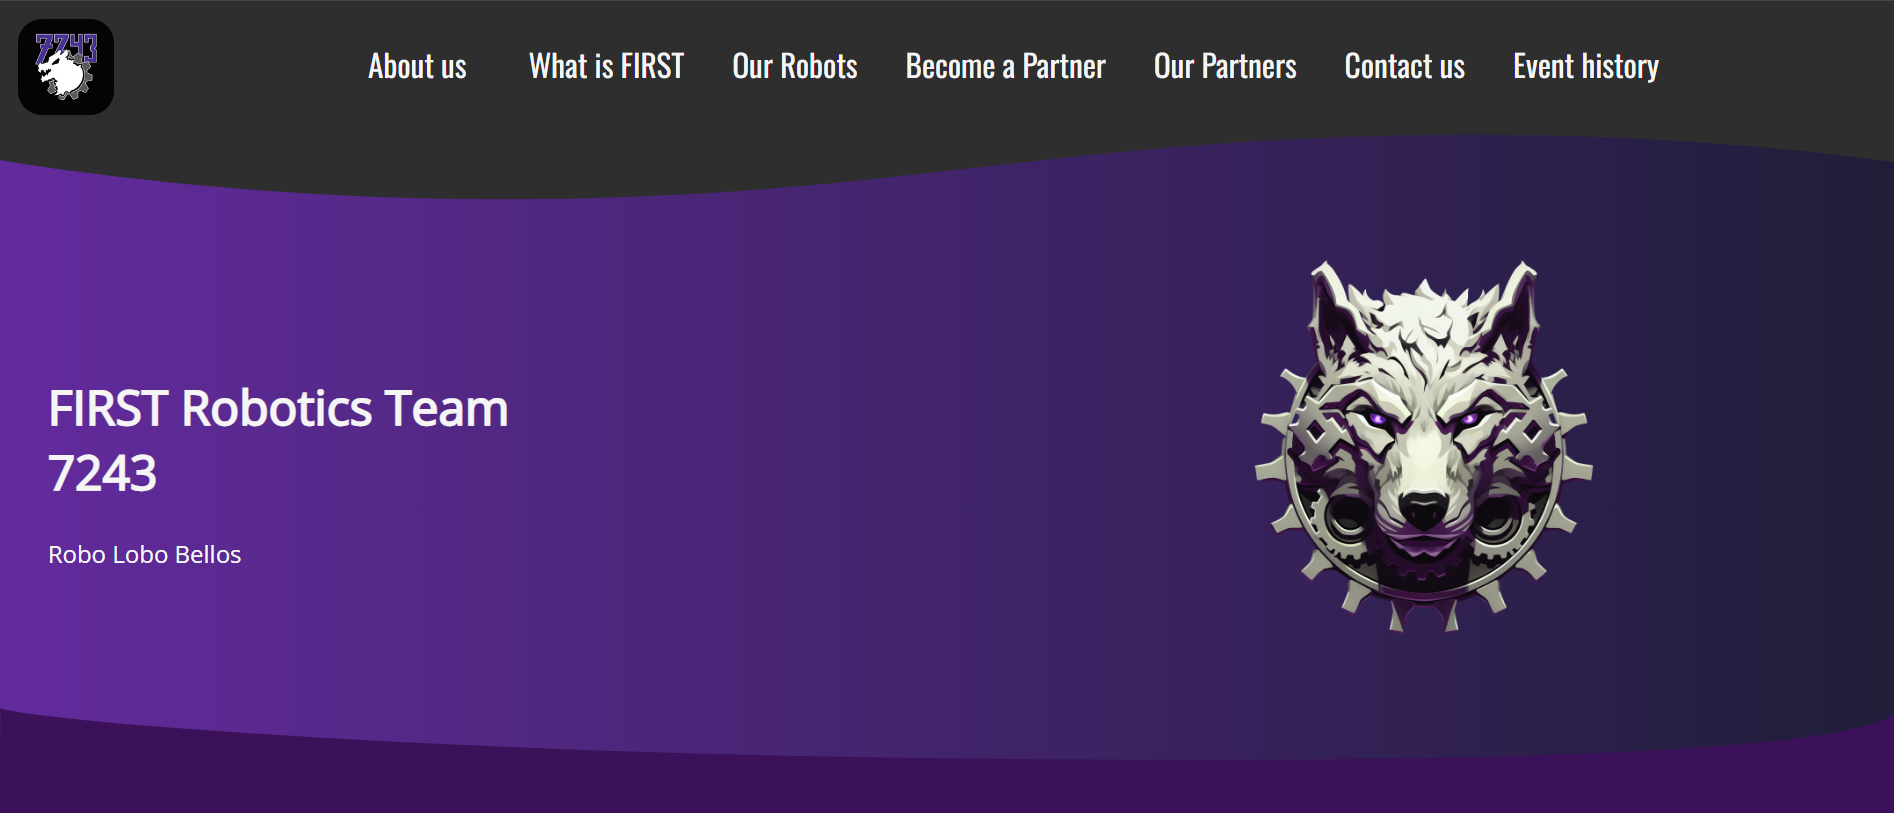 7243
About us
What is FIRST
Our Robots
Become a Partner
Our Partners
Contact us
Event history
FIRST Robotics Team
7243
Robo Lobo Bellos